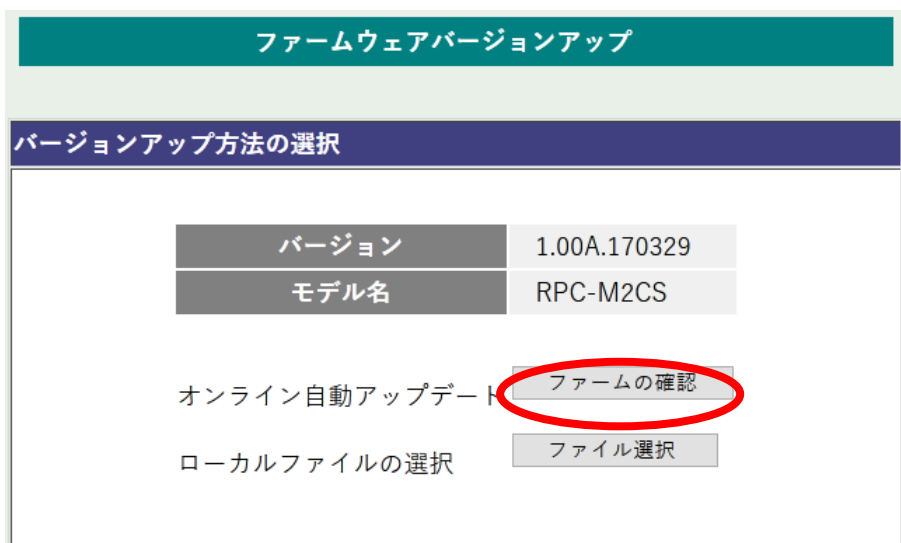 ファームウェアバージョンアップ
バージョンアップ方法の選択
バージョン 1.00A.170329
モデル名 RPC-M2CS
オンライン自動アップデート ファームの確認
ローカルファイルの選択 ファイル選択